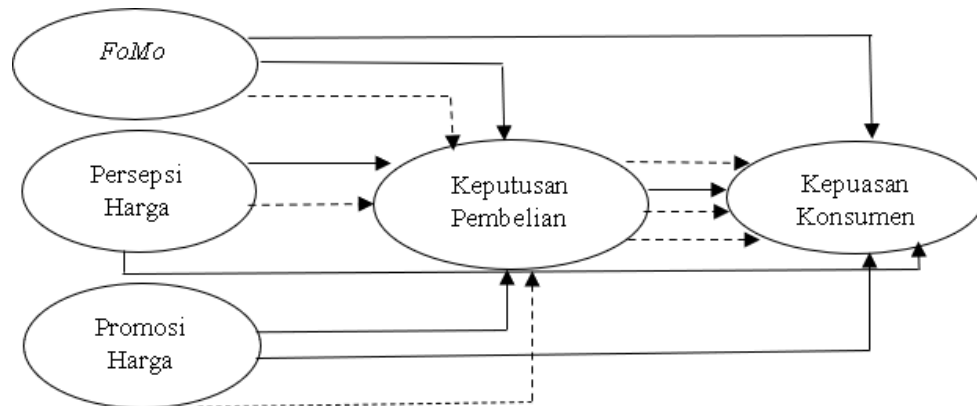 FoMo
Persepsi
Harga
Keputusan
Pembelian
Kepuasan
Konsumen
Promosi
Harga